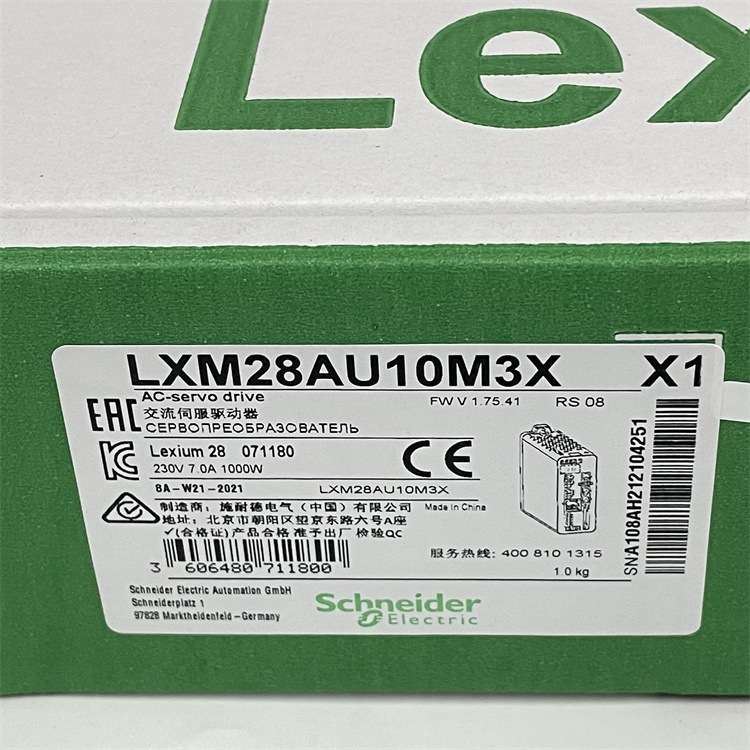 Lex
LXM28AU10M3X X1
AC-servo drive FW V 1.75.41 RS 08
交流伺服驱动器
СЕРВОПРЕОБРАЗОВАТЕЛЬ
EAC
Lexium 28 071180
230V 7.0A 1000W
CE
8A-W21-2021 LXM28AU10M3X
制造商: 施耐德电气(中国)有限公司 Made in China
地址: 北京市朝阳区望京东路六号A座
✓(合格证)产品合格 准予出厂 检验QC
服务热线: 400 810 1315
3 606480 711800
1.0 kg
Schneider Electric Automation GmbH
Schneiderplatz 1
97828 Marktheidenfeld - Germany
Schneider
Electric
SNA108AH212104251